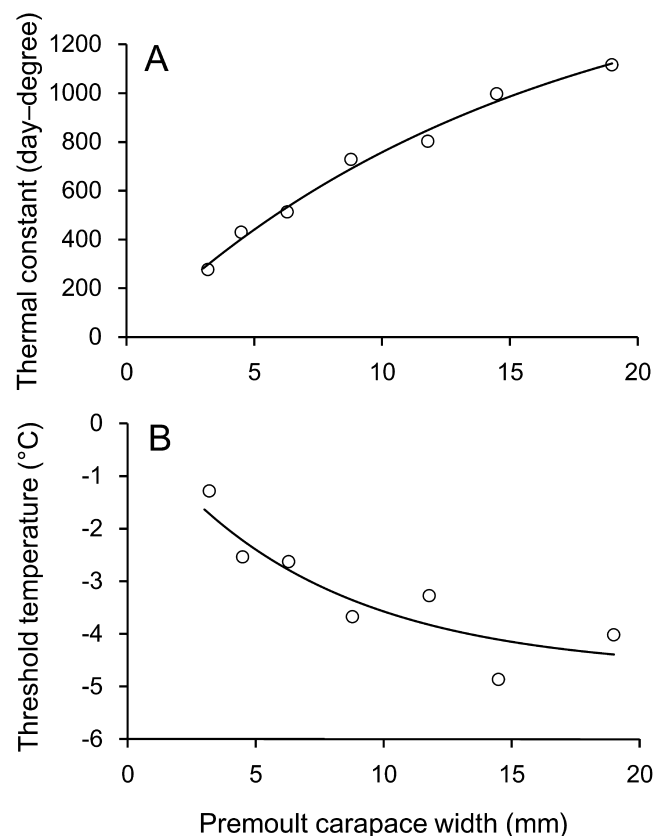 Thermal constant (day–degree)
A
1200
1000
800
600
400
200
0
0 5 10 15 20
Threshold temperature (°C)
B
0
-1
-2
-3
-4
-5
-6
0 5 10 15 20
Premoult carapace width (mm)